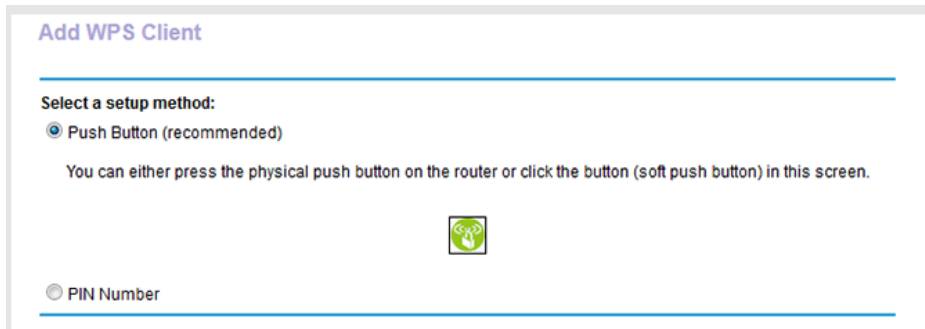 Add WPS Client
Select a setup method:
Push Button (recommended)
You can either press the physical push button on the router or click the button (soft push button) in this screen.
PIN Number